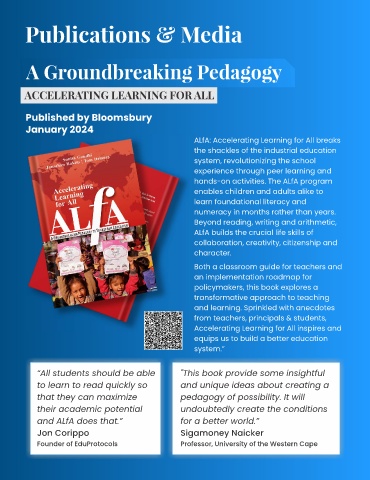 Publications & Media
A Groundbreaking Pedagogy
ACCELERATING LEARNING FOR ALL
Published by Bloomsbury
January 2024
Accelerating
Learning
for All
ALfA
ALfA: Accelerating Learning for All breaks
the shackles of the industrial education
system, revolutionizing the school
experience through peer learning and
hands-on activities. The ALfA program
enables children and adults alike to
learn foundational literacy and
numeracy in months rather than years.
Beyond reading, writing and arithmetic,
ALfA builds the crucial life skills of
collaboration, creativity, citizenship and
character.
Both a classroom guide for teachers and
an implementation roadmap for
policymakers, this book explores a
transformative approach to teaching
and learning. Sprinkled with anecdotes
from teachers, principals & students,
Accelerating Learning for All inspires and
equips us to build a better education
system."
"All students should be able
to learn to read quickly so
that they can maximize
their academic potential
and ALfA does that."
Jon Corippo
Founder of EduProtocols
"This book provide some insightful
and unique ideas about creating a
pedagogy of possibility. It will
undoubtedly create the conditions
for a better world."
Sigamoney Naicker
Professor, University of the Western Cape